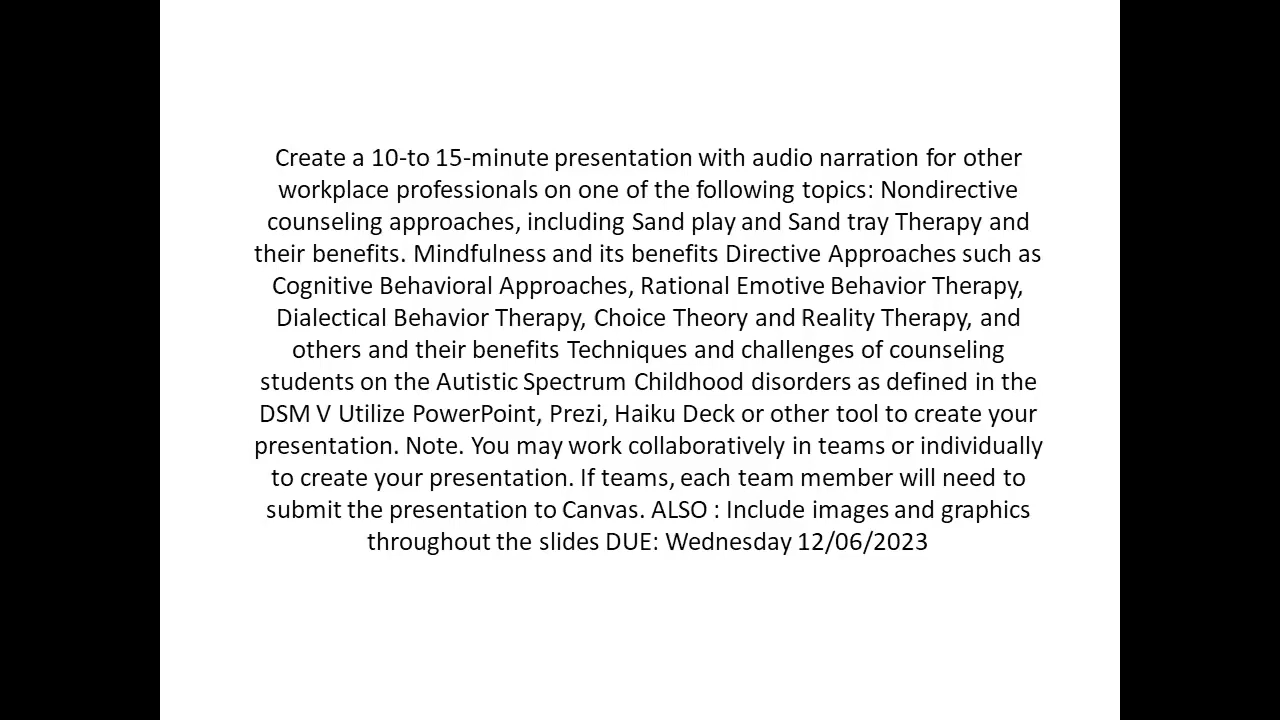 Create a 10-to 15-minute presentation with audio narration for other
workplace professionals on one of the following topics: Nondirective
counseling approaches, including Sand play and Sand tray Therapy and
their benefits. Mindfulness and its benefits Directive Approaches such as
Cognitive Behavioral Approaches, Rational Emotive Behavior Therapy,
Dialectical Behavior Therapy, Choice Theory and Reality Therapy, and
others and their benefits Techniques and challenges of counseling
students on the Autistic Spectrum Childhood disorders as defined in the
DSM V Utilize PowerPoint, Prezi, Haiku Deck or other tool to create your
presentation. Note. You may work collaboratively in teams or individually
to create your presentation. If teams, each team member will need to
submit the presentation to Canvas. ALSO : Include images and graphics
throughout the slides DUE: Wednesday 12/06/2023